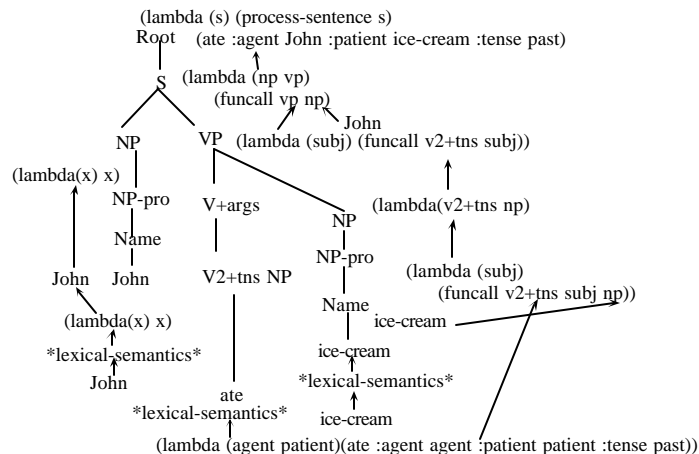 (lambda (s) (process-sentence s)
Root
(ate :agent John :patient ice-cream :tense past)
S
(lambda (np vp)
(funcall vp np)
John
NP
VP
(lambda (subj) (funcall v2+tns subj))
(lambda(x) x)
NP-pro
V+args
NP
(lambda(v2+tns np)
Name
NP-pro
John
John
V2+tns NP
(lambda (subj)
(funcall v2+tns subj np))
Name
(lambda(x) x)
ice-cream
*lexical-semantics*
ice-cream
John
*lexical-semantics*
ate
*lexical-semantics*
ice-cream
(lambda (agent patient)(ate :agent agent :patient patient :tense past))